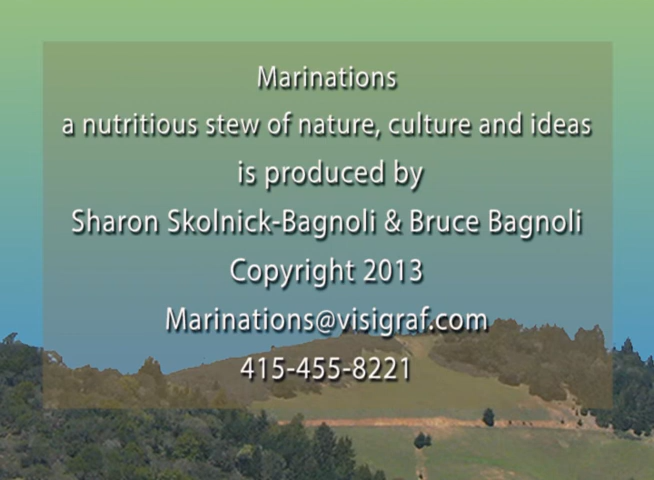 Marinations
a nutritious stew of nature, culture and ideas
is produced by
Sharon Skolnick-Bagnoli & Bruce Bagnoli
Copyright 2013
Marinations@visigraf.com
415-455-8221